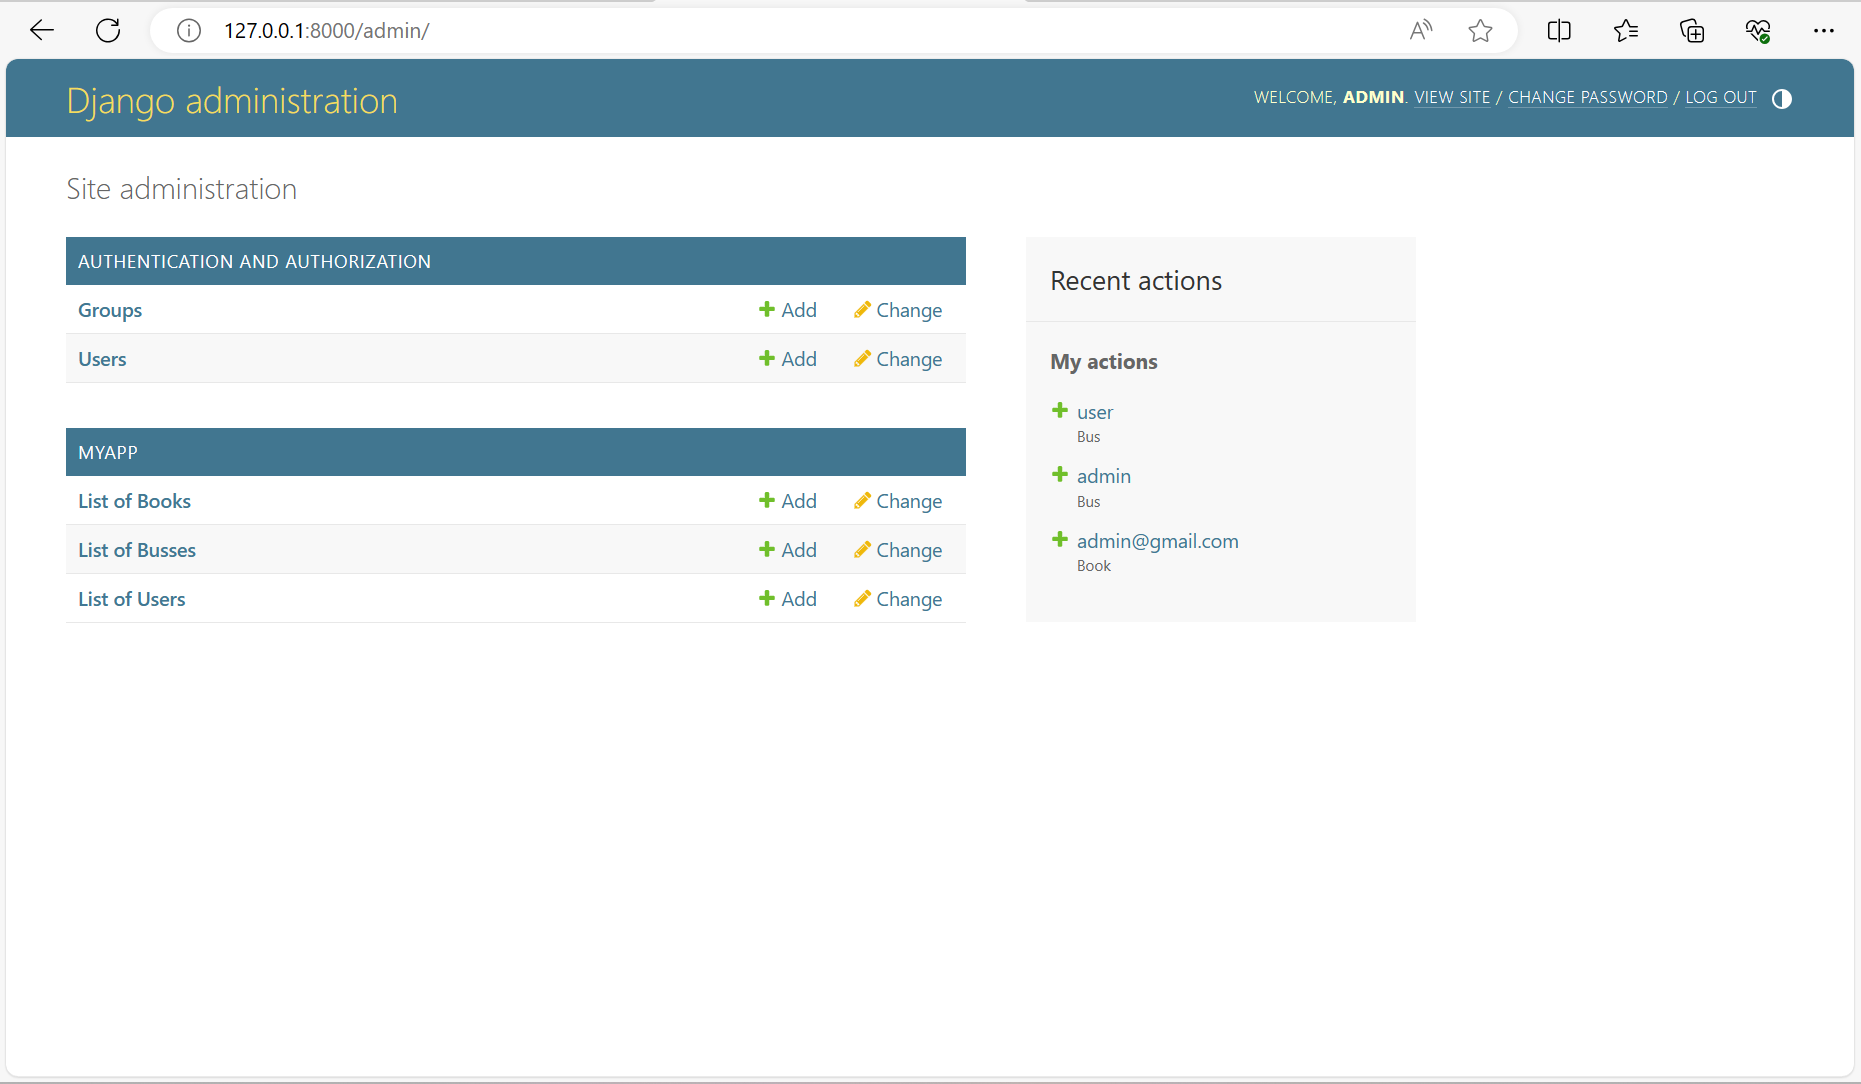 127.0.0.1:8000/admin/
Django administration
WELCOME, ADMIN. VIEW SITE / CHANGE PASSWORD / LOG OUT
Site administration
AUTHENTICATION AND AUTHORIZATION
Groups Add Change
Users Add Change
MYAPP
List of Books Add Change
List of Busses Add Change
List of Users Add Change
Recent actions
My actions
user
Bus
admin
Bus
admin@gmail.com
Book